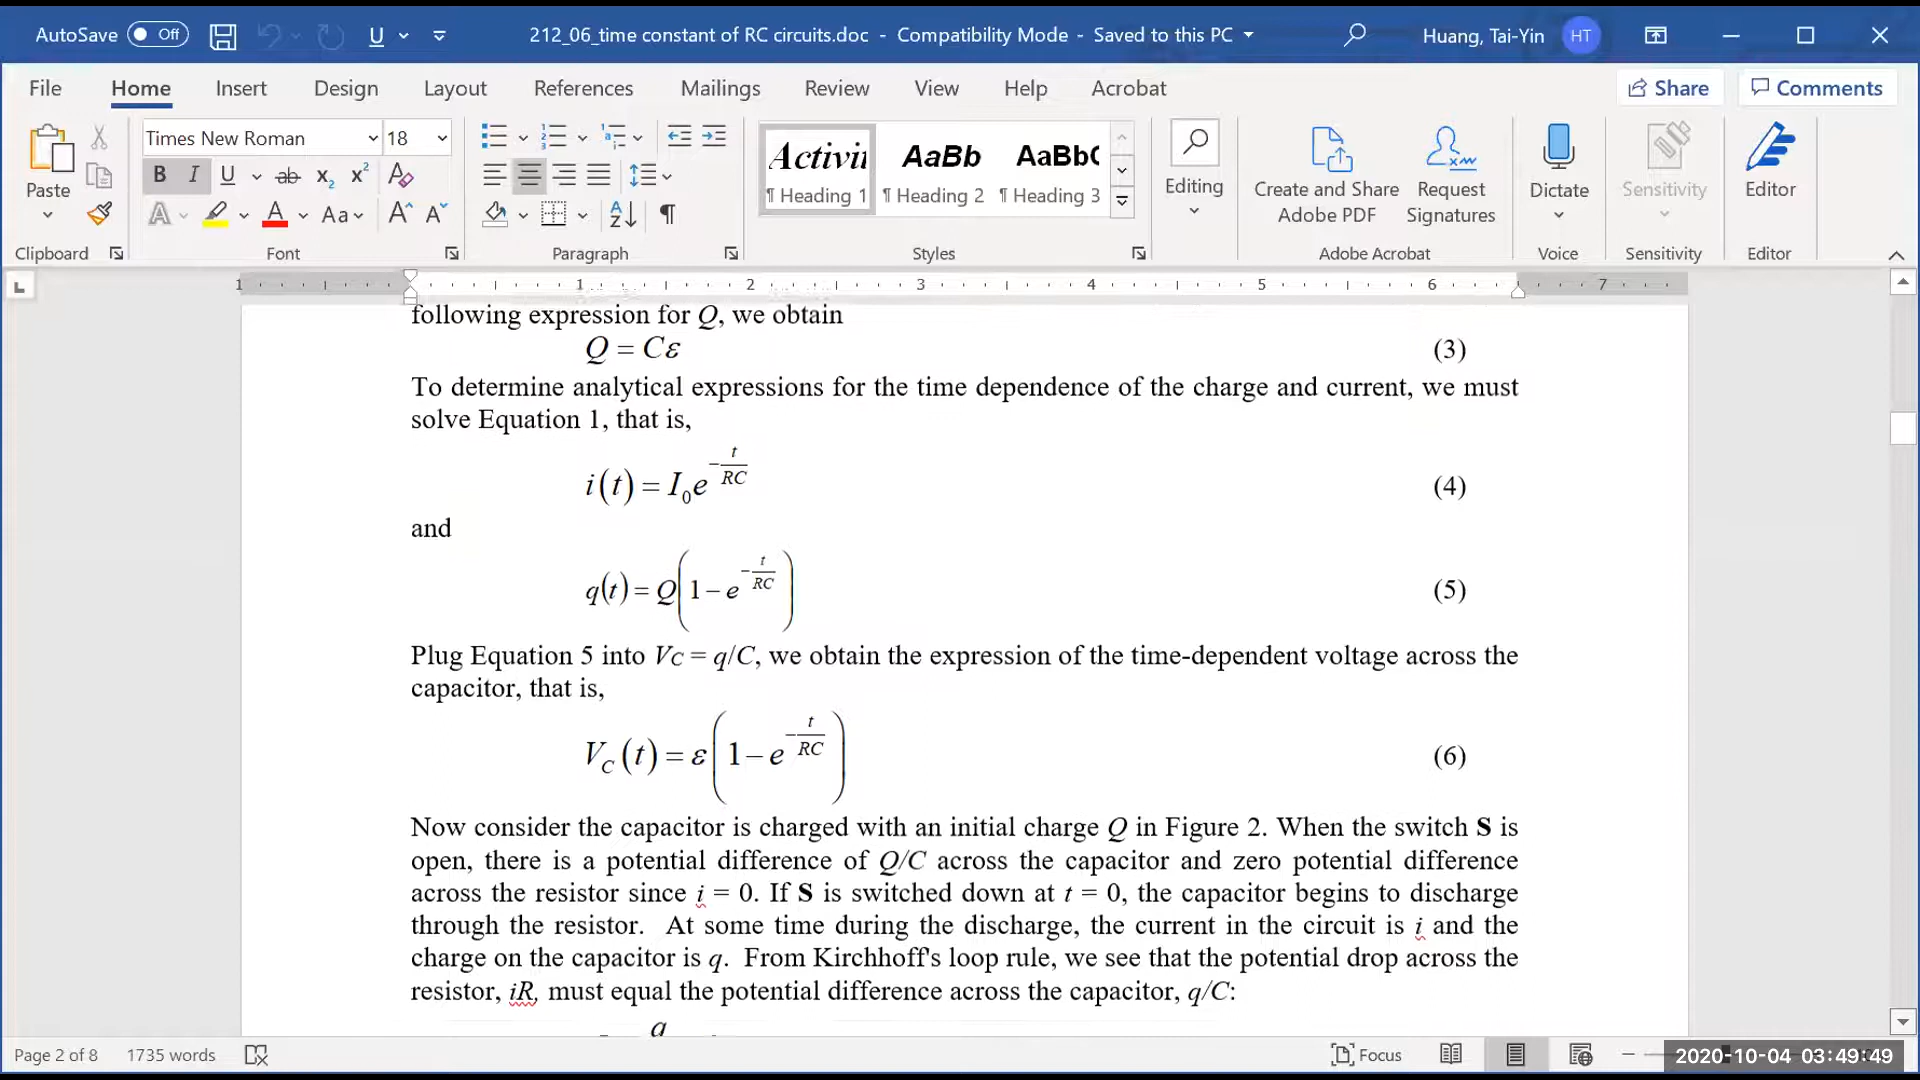 AutoSave Off 212_06_time constant of RC circuits.doc - Compatibility Mode - Saved to this PC Huang, Tai-Yin HT
File Home Insert Design Layout References Mailings Review View Help Acrobat Share Comments
Times New Roman 18
Activit AaBb AaBbC
Paste
¶ Heading 1 ¶ Heading 2 ¶ Heading 3
Editing
Create and Share Adobe PDF
Request Signatures
Dictate
Sensitivity
Editor
Clipboard Font Paragraph Styles Adobe Acrobat Voice Sensitivity Editor
1 1 2 3 4 5 6 7
following expression for Q, we obtain
Q = Cε (3)
To determine analytical expressions for the time dependence of the charge and current, we must
solve Equation 1, that is,
i(t) = I₀e^(-t/RC) (4)
and
q(t) = Q(1 − e^(-t/RC)) (5)
Plug Equation 5 into VC = q/C, we obtain the expression of the time-dependent voltage across the
capacitor, that is,
V_C(t) = ε(1 − e^(-t/RC)) (6)
Now consider the capacitor is charged with an initial charge Q in Figure 2. When the switch S is
open, there is a potential difference of Q/C across the capacitor and zero potential difference
across the resistor since i = 0. If S is switched down at t = 0, the capacitor begins to discharge
through the resistor. At some time during the discharge, the current in the circuit is i and the
charge on the capacitor is q. From Kirchhoff's loop rule, we see that the potential drop across the
resistor, iR, must equal the potential difference across the capacitor, q/C:
q
Page 2 of 8 1735 words Focus 2020-10-04 03:49:49